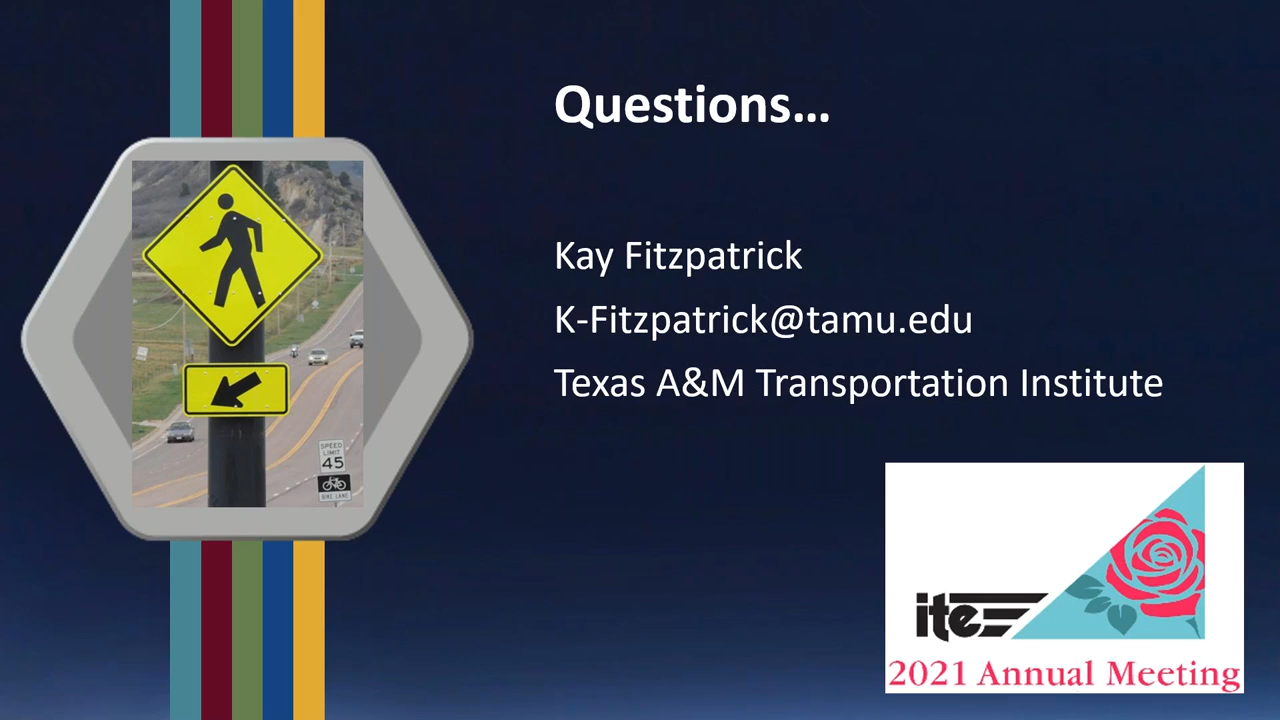 Questions…
Kay Fitzpatrick
K-Fitzpatrick@tamu.edu
Texas A&M Transportation Institute
SPEED
LIMIT
45
BIKE LANE
ite
2021 Annual Meeting